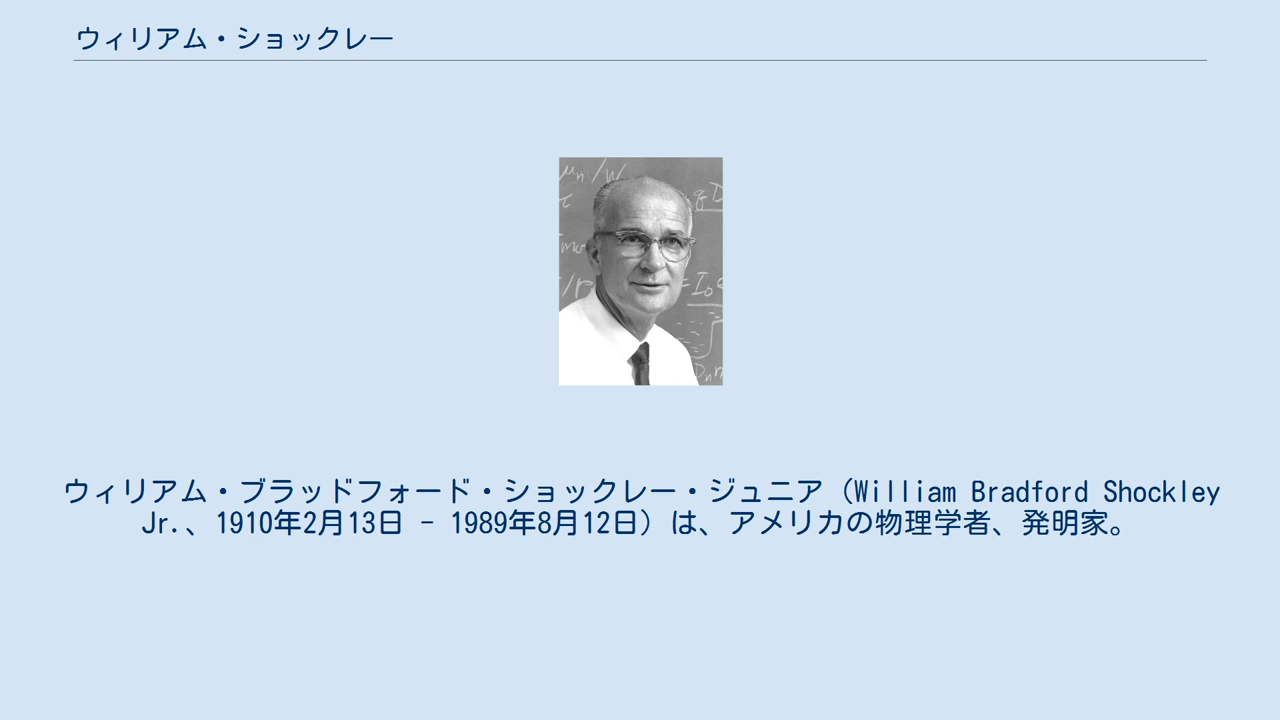 ウィリアム・ショックレー
μn /W
τ
= I0
Dn
ウィリアム・ブラッドフォード・ショックレー・ジュニア (William Bradford Shockley
Jr.、1910年2月13日 - 1989年8月12日) は、アメリカの物理学者、発明家。